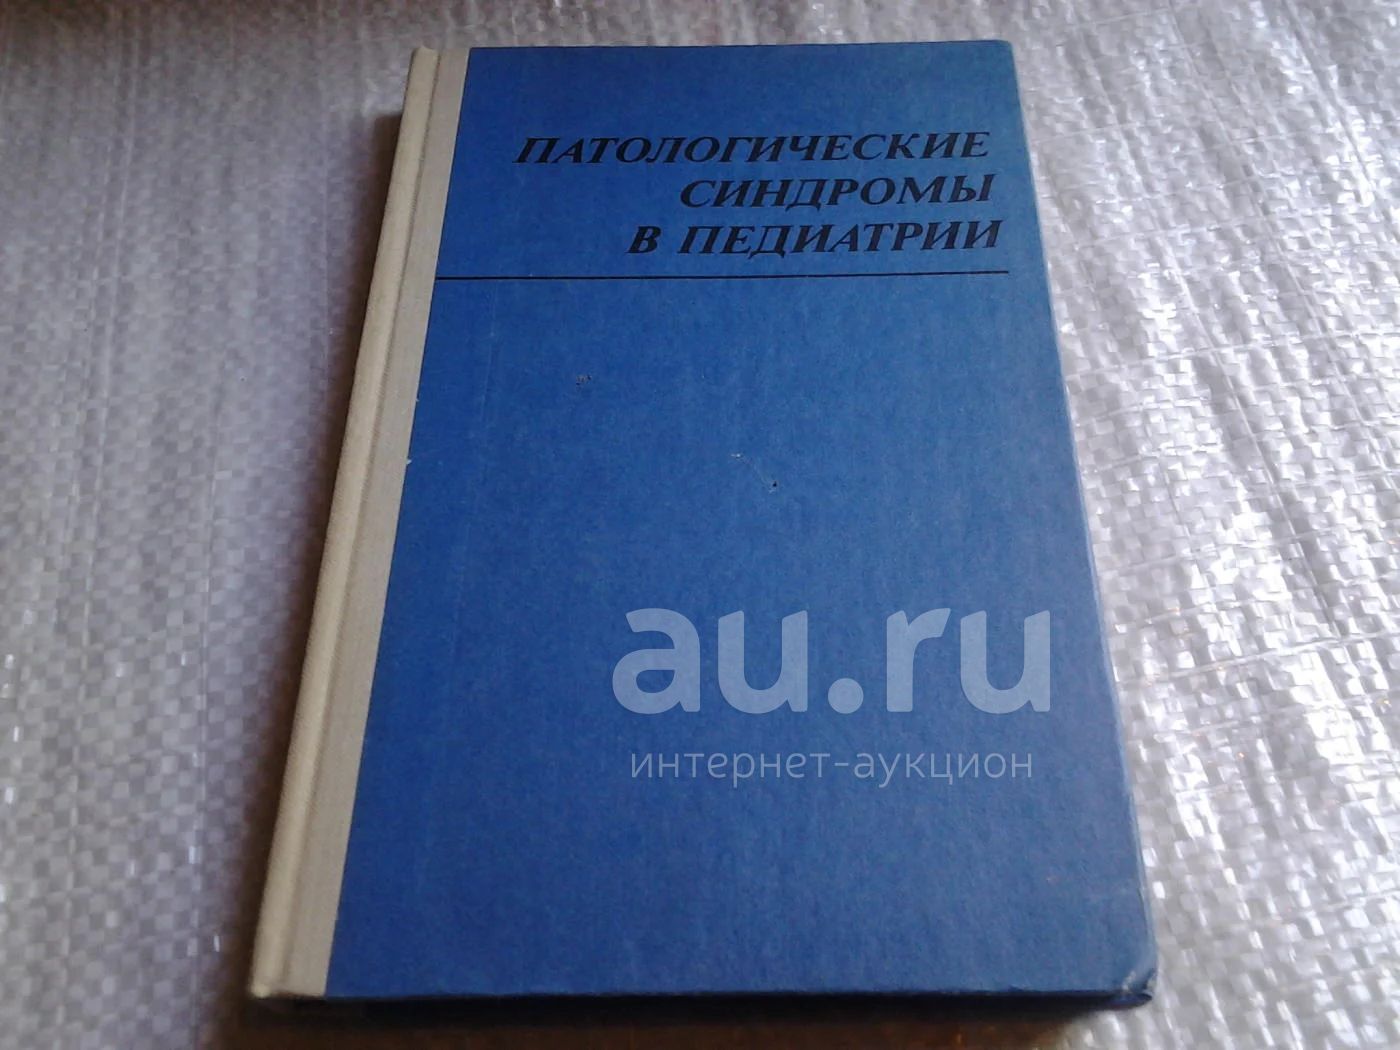 ПАТОЛОГИЧЕСКИЕ
СИНДРОМЫ
В ПЕДИАТРИИ
au.ru
интернет-аукцион